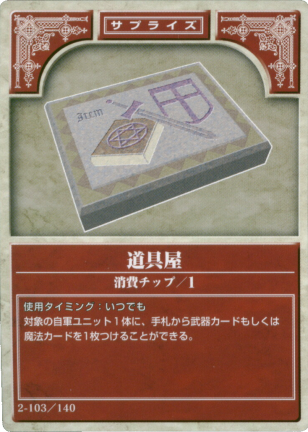 サプライズ
Item
道具屋
消費チップ／1
使用タイミング：いつでも
対象の自軍ユニット1体に、手札から武器カードもしくは
魔法カードを1枚つけることができる。
2-103／140